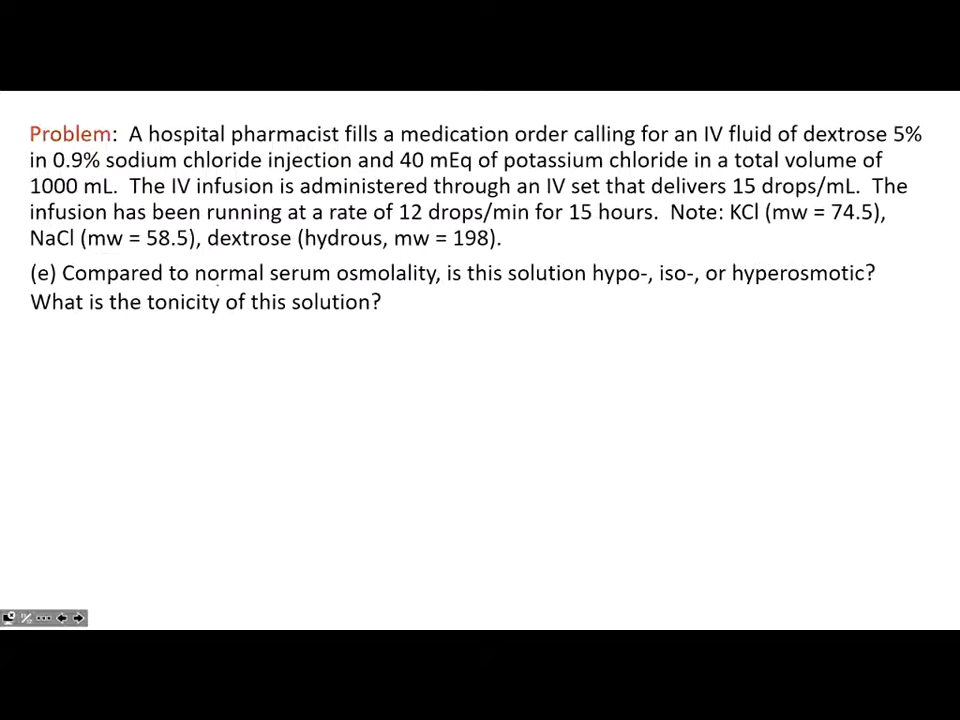 Problem:  A hospital pharmacist fills a medication order calling for an IV fluid of dextrose 5%
in 0.9% sodium chloride injection and 40 mEq of potassium chloride in a total volume of
1000 mL.  The IV infusion is administered through an IV set that delivers 15 drops/mL.  The
infusion has been running at a rate of 12 drops/min for 15 hours.  Note: KCl (mw = 74.5),
NaCl (mw = 58.5), dextrose (hydrous, mw = 198).
(e) Compared to normal serum osmolality, is this solution hypo-, iso-, or hyperosmotic?
What is the tonicity of this solution?